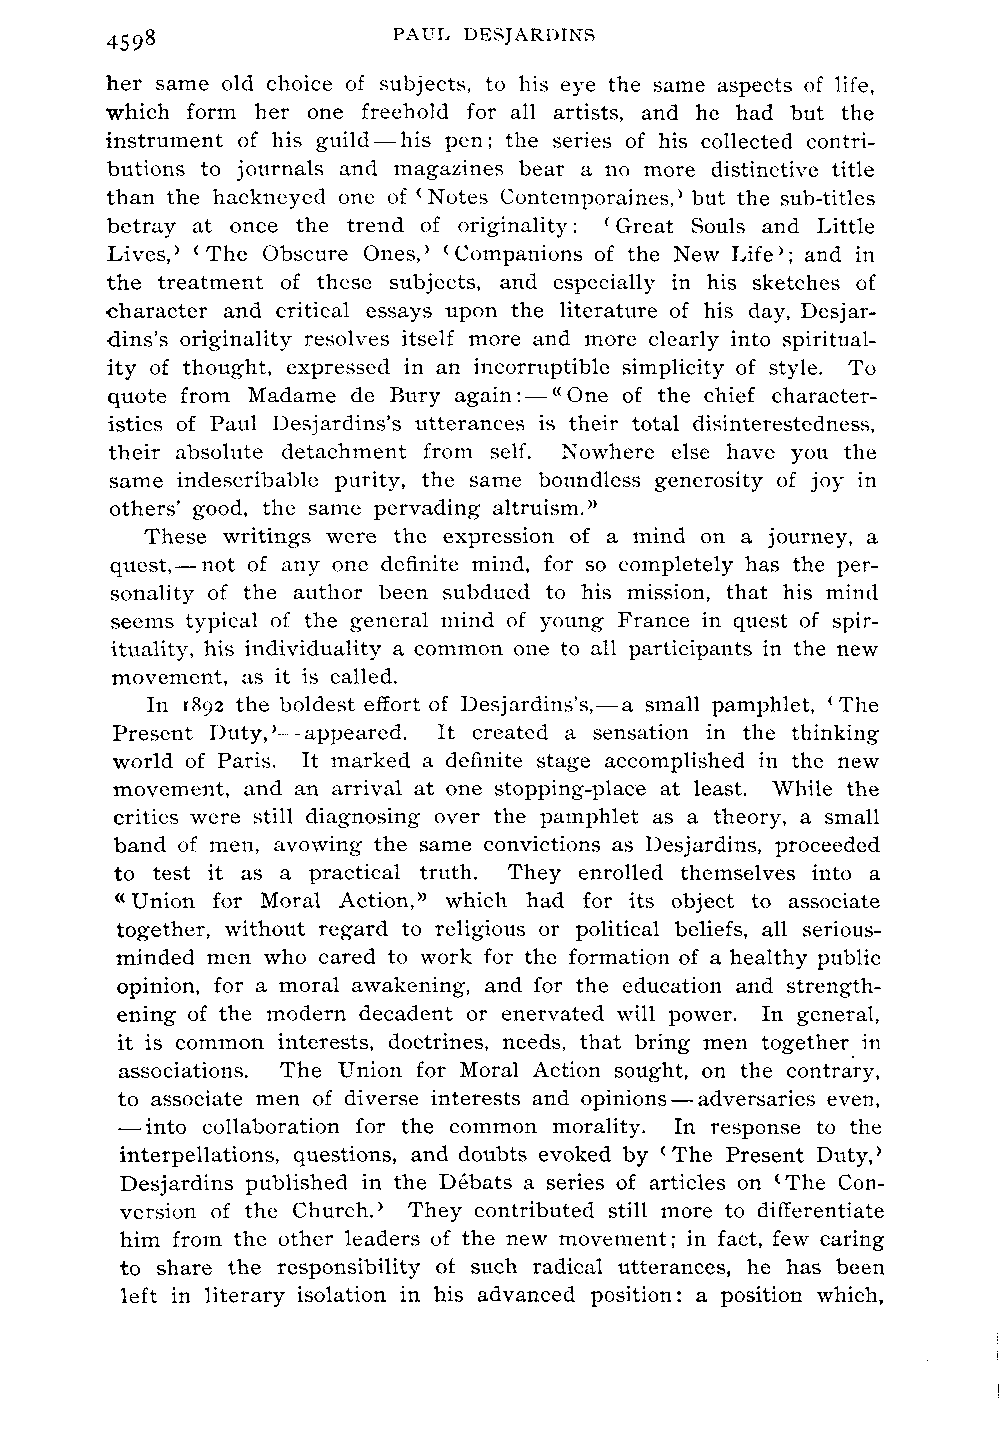 4598 PAUL DESJARDINS
her same old choice of subjects, to his eye the same aspects of life,
which form her one freehold for all artists, and he had but the
instrument of his guild—his pen; the series of his collected contri-
butions to journals and magazines bear a no more distinctive title
than the hackneyed one of ‹Notes Contemporaines,› but the sub-titles
betray at once the trend of originality: ‹Great Souls and Little
Lives,› ‹The Obscure Ones,› ‹Companions of the New Life›; and in
the treatment of these subjects, and especially in his sketches of
character and critical essays upon the literature of his day, Desjar-
dins's originality resolves itself more and more clearly into spiritual-
ity of thought, expressed in an incorruptible simplicity of style. To
quote from Madame de Bury again:—«One of the chief character-
istics of Paul Desjardins's utterances is their total disinterestedness,
their absolute detachment from self. Nowhere else have you the
same indescribable purity, the same boundless generosity of joy in
others' good, the same pervading altruism.»
These writings were the expression of a mind on a journey, a
quest,—not of any one definite mind, for so completely has the per-
sonality of the author been subdued to his mission, that his mind
seems typical of the general mind of young France in quest of spir-
ituality, his individuality a common one to all participants in the new
movement, as it is called.
In 1892 the boldest effort of Desjardins's,—a small pamphlet, ‹The
Present Duty,›—appeared. It created a sensation in the thinking
world of Paris. It marked a definite stage accomplished in the new
movement, and an arrival at one stopping-place at least. While the
critics were still diagnosing over the pamphlet as a theory, a small
band of men, avowing the same convictions as Desjardins, proceeded
to test it as a practical truth. They enrolled themselves into a
«Union for Moral Action,» which had for its object to associate
together, without regard to religious or political beliefs, all serious-
minded men who cared to work for the formation of a healthy public
opinion, for a moral awakening, and for the education and strength-
ening of the modern decadent or enervated will power. In general,
it is common interests, doctrines, needs, that bring men together in
associations. The Union for Moral Action sought, on the contrary,
to associate men of diverse interests and opinions—adversaries even,
—into collaboration for the common morality. In response to the
interpellations, questions, and doubts evoked by ‹The Present Duty,›
Desjardins published in the Débats a series of articles on ‹The Con-
version of the Church.› They contributed still more to differentiate
him from the other leaders of the new movement; in fact, few caring
to share the responsibility of such radical utterances, he has been
left in literary isolation in his advanced position: a position which,